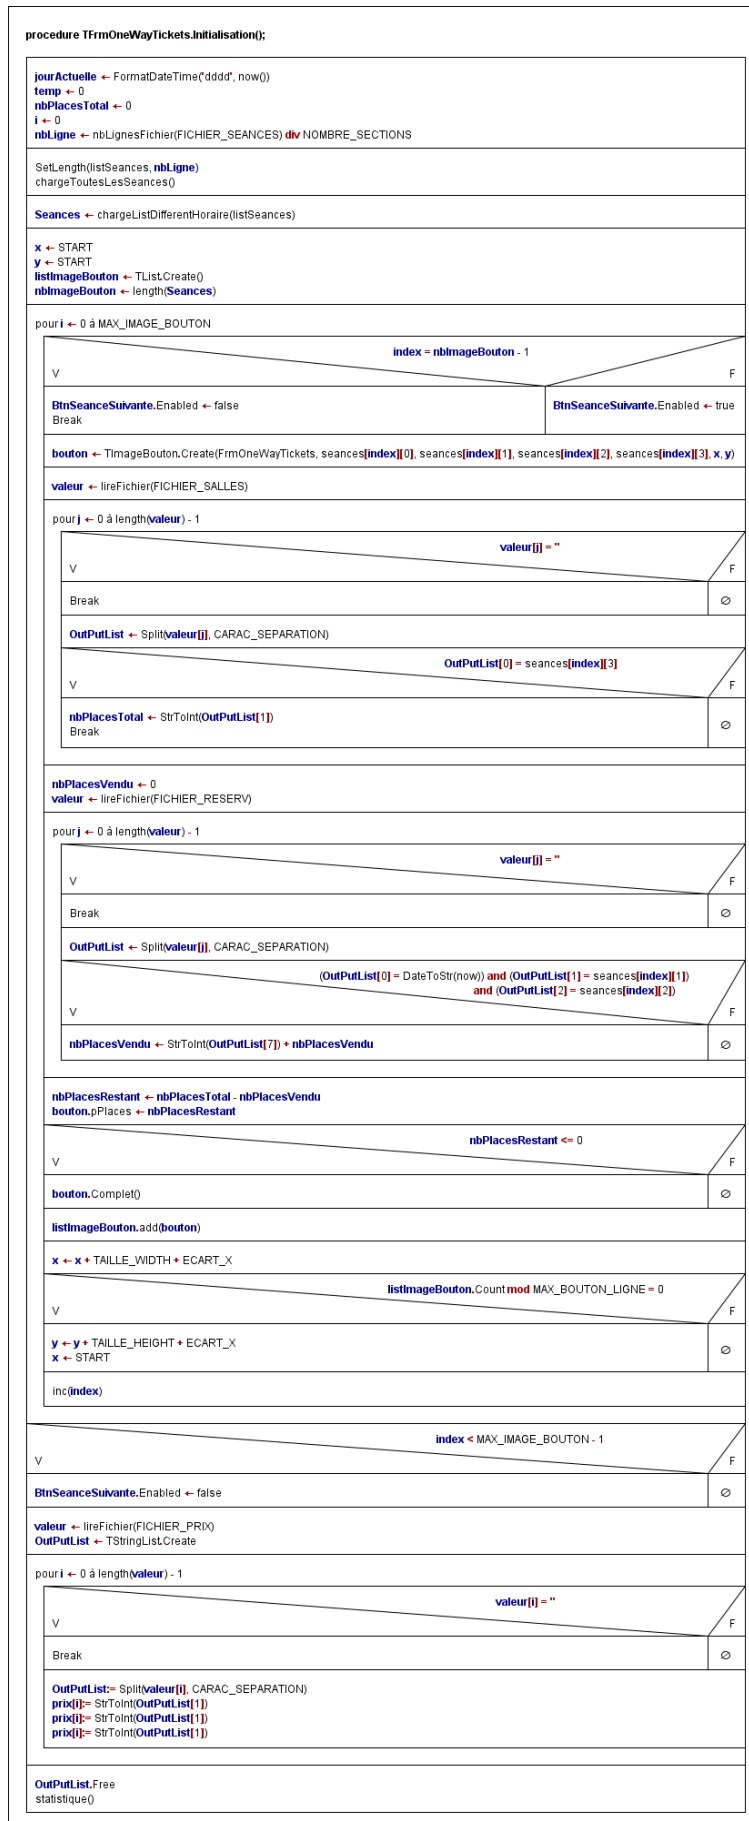 procedure TFrmOneWayTickets.Initialisation();
jourActuelle ← FormatDateTime('dddd', now())
temp ← 0
nbPlacesTotal ← 0
i ← 0
nbLigne ← nbLignesFichier(FICHIER_SEANCES) div NOMBRE_SECTIONS
SetLength(listSeances, nbLigne)
chargeToutesLesSeances()
Seances ← chargeListDifferentHoraire(listSeances)
x ← START
y ← START
listImageBouton ← TList.Create()
nbImageBouton ← length(Seances)
pour i ← 0 à MAX_IMAGE_BOUTON
index = nbImageBouton - 1
V F
BtnSeanceSuivante.Enabled ← false BtnSeanceSuivante.Enabled ← true
Break
bouton ← TImageBouton.Create(FrmOneWayTickets, seances[index][0], seances[index][1], seances[index][2], seances[index][3], x, y)
valeur ← lireFichier(FICHIER_SALLES)
pour j ← 0 à length(valeur) - 1
valeur[j] = ''
V F
Break ∅
OutPutList ← Split(valeur[j], CARAC_SEPARATION)
OutPutList[0] = seances[index][3]
V F
nbPlacesTotal ← StrToInt(OutPutList[1]) ∅
Break
nbPlacesVendu ← 0
valeur ← lireFichier(FICHIER_RESERV)
pour j ← 0 à length(valeur) - 1
valeur[j] = ''
V F
Break ∅
OutPutList ← Split(valeur[j], CARAC_SEPARATION)
(OutPutList[0] = DateToStr(now)) and (OutPutList[1] = seances[index][1])
and (OutPutList[2] = seances[index][2])
V F
nbPlacesVendu ← StrToInt(OutPutList[7]) + nbPlacesVendu ∅
nbPlacesRestant ← nbPlacesTotal - nbPlacesVendu
bouton.pPlaces ← nbPlacesRestant
nbPlacesRestant <= 0
V F
bouton.Complet() ∅
listImageBouton.add(bouton)
x ← x + TAILLE_WIDTH + ECART_X
listImageBouton.Count mod MAX_BOUTON_LIGNE = 0
V F
y ← y + TAILLE_HEIGHT + ECART_X ∅
x ← START
inc(index)
index < MAX_IMAGE_BOUTON - 1
V F
BtnSeanceSuivante.Enabled ← false ∅
valeur ← lireFichier(FICHIER_PRIX)
OutPutList ← TStringList.Create
pour i ← 0 à length(valeur) - 1
valeur[i] = ''
V F
Break ∅
OutPutList:= Split(valeur[i], CARAC_SEPARATION)
prix[i]:= StrToInt(OutPutList[1])
prix[i]:= StrToInt(OutPutList[1])
prix[i]:= StrToInt(OutPutList[1])
OutPutList.Free
statistique()